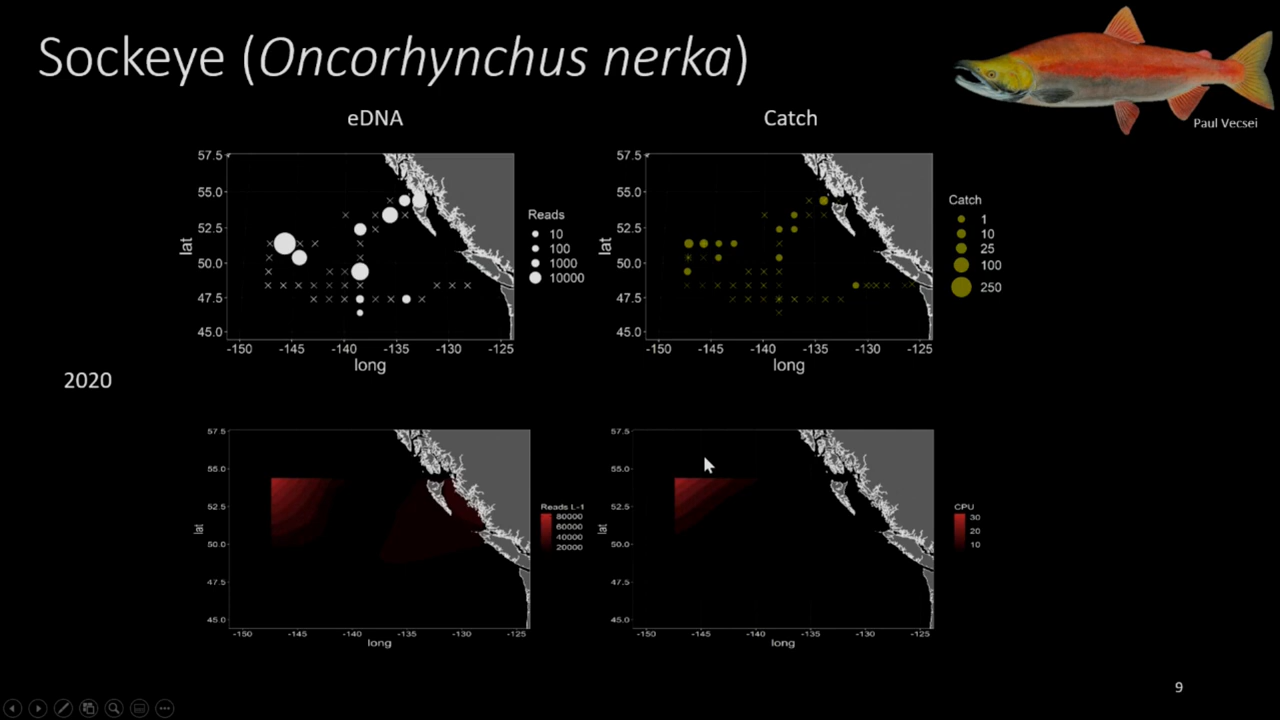 Sockeye (Oncorhynchus nerka)
Paul Vecsei
eDNA
Catch
57.5
55.0
52.5
50.0
47.5
45.0
lat
-150 -145 -140 -135 -130 -125
long
Reads
10
100
1000
10000
57.5
55.0
52.5
50.0
47.5
45.0
lat
-150 -145 -140 -135 -130 -125
long
Catch
1
10
25
100
250
2020
57.5
55.0
52.5
50.0
47.5
45.0
lat
-150 -145 -140 -135 -130 -125
long
Reads L-1
80000
60000
40000
20000
57.5
55.0
52.5
50.0
47.5
45.0
lat
-150 -145 -140 -135 -130 -125
long
CPU
30
20
10
9